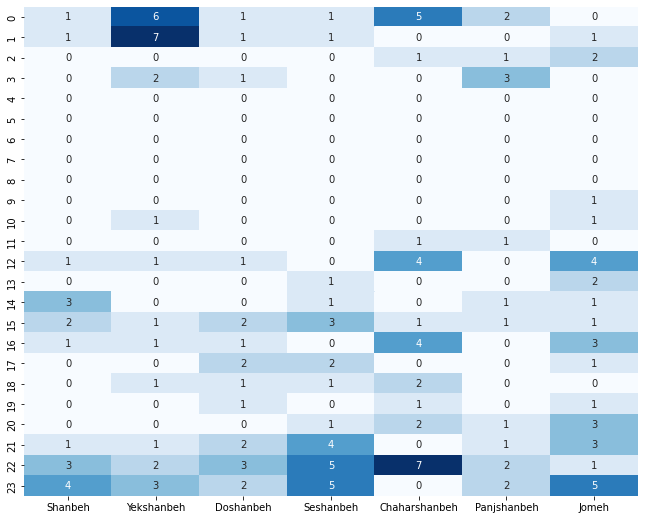 0 1 6 1 1 5 2 0
1 1 7 1 1 0 0 1
2 0 0 0 0 1 1 2
3 0 2 1 0 0 3 0
4 0 0 0 0 0 0 0
5 0 0 0 0 0 0 0
6 0 0 0 0 0 0 0
7 0 0 0 0 0 0 0
8 0 0 0 0 0 0 0
9 0 0 0 0 0 0 1
10 0 1 0 0 0 0 1
11 0 0 0 0 1 1 0
12 1 1 1 0 4 0 4
13 0 0 0 1 0 0 2
14 3 0 0 1 0 1 1
15 2 1 2 3 1 1 1
16 1 1 1 0 4 0 3
17 0 0 2 2 0 0 1
18 0 1 1 1 2 0 0
19 0 0 1 0 1 0 1
20 0 0 0 1 2 1 3
21 1 1 2 4 0 1 3
22 3 2 3 5 7 2 1
23 4 3 2 5 0 2 5
Shanbeh Yekshanbeh Doshanbeh Seshanbeh Chaharshanbeh Panjshanbeh Jomeh